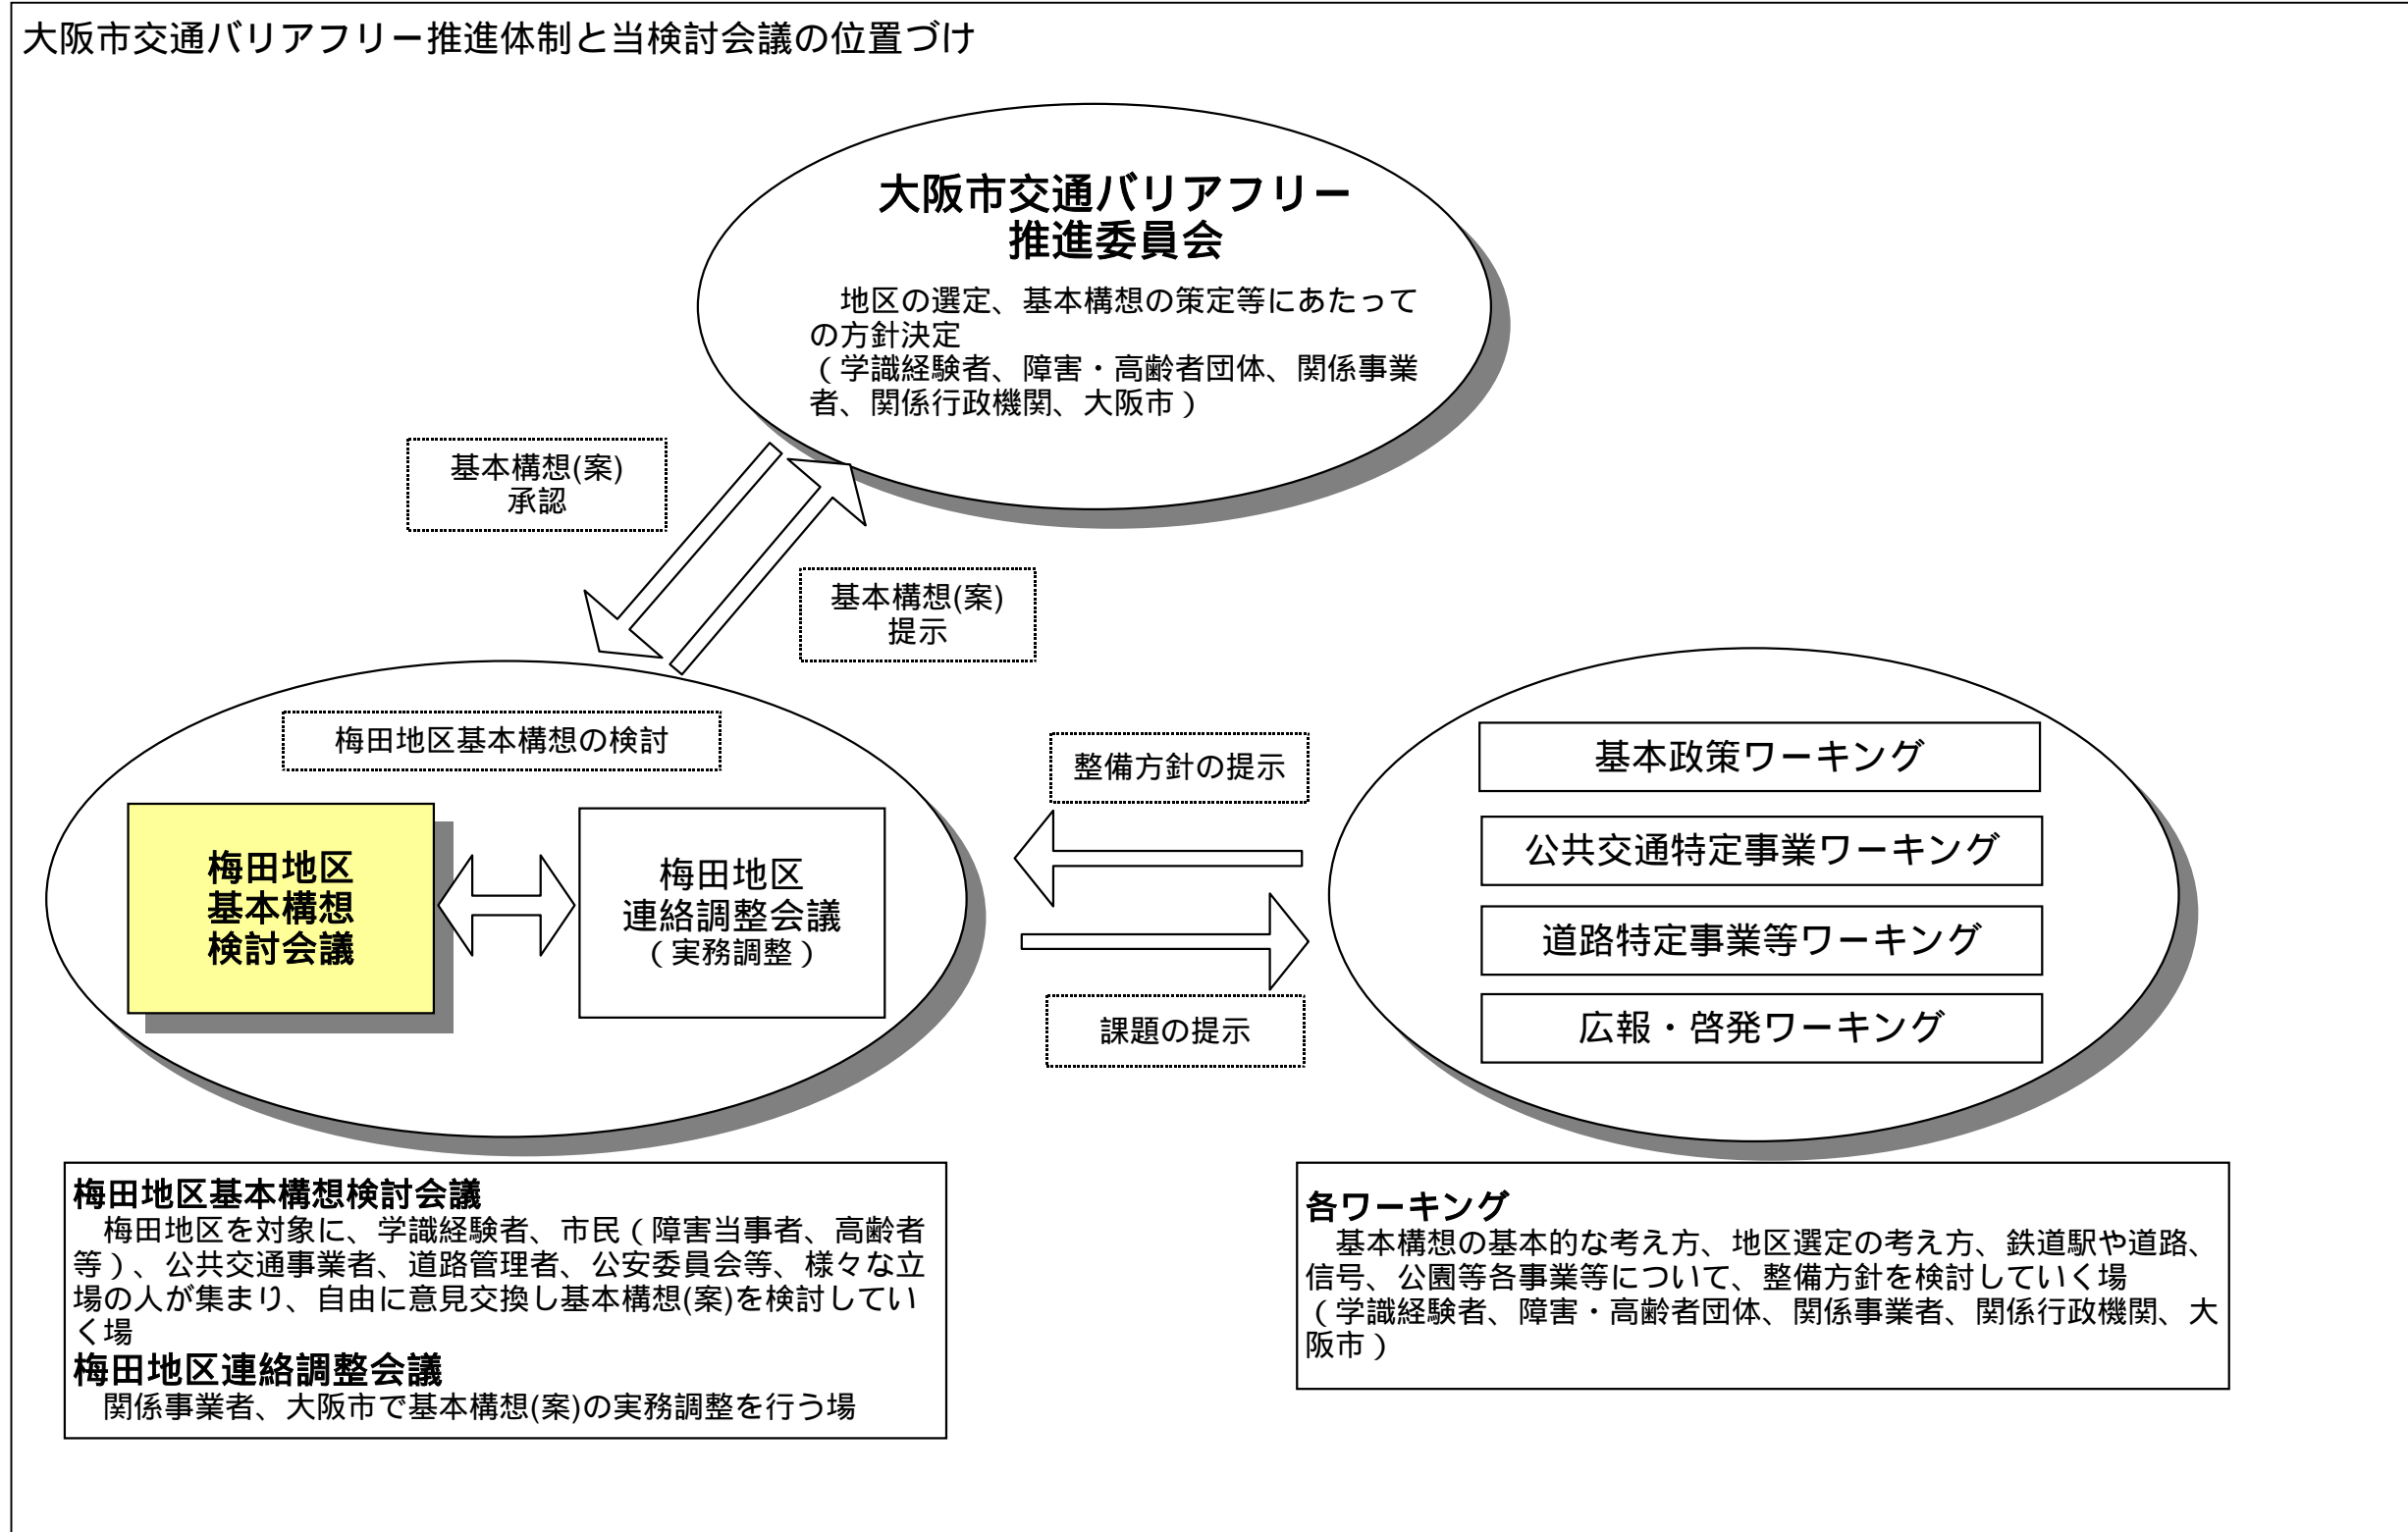 大阪市交通バリアフリー推進体制と当検討会議の位置づけ
大阪市交通バリアフリー
推進委員会
　地区の選定、基本構想の策定等にあたって
の方針決定
（学識経験者、障害・高齢者団体、関係事業
者、関係行政機関、大阪市）
基本構想(案)
承認
基本構想(案)
提示
梅田地区基本構想の検討
梅田地区
基本構想
検討会議
梅田地区
連絡調整会議
（実務調整）
整備方針の提示
課題の提示
基本政策ワーキング
公共交通特定事業ワーキング
道路特定事業等ワーキング
広報・啓発ワーキング
梅田地区基本構想検討会議
　梅田地区を対象に、学識経験者、市民（障害当事者、高齢者
等）、公共交通事業者、道路管理者、公安委員会等、様々な立
場の人が集まり、自由に意見交換し基本構想(案)を検討してい
く場
梅田地区連絡調整会議
　関係事業者、大阪市で基本構想(案)の実務調整を行う場
各ワーキング
　基本構想の基本的な考え方、地区選定の考え方、鉄道駅や道路、
信号、公園等各事業等について、整備方針を検討していく場
（学識経験者、障害・高齢者団体、関係事業者、関係行政機関、大
阪市）